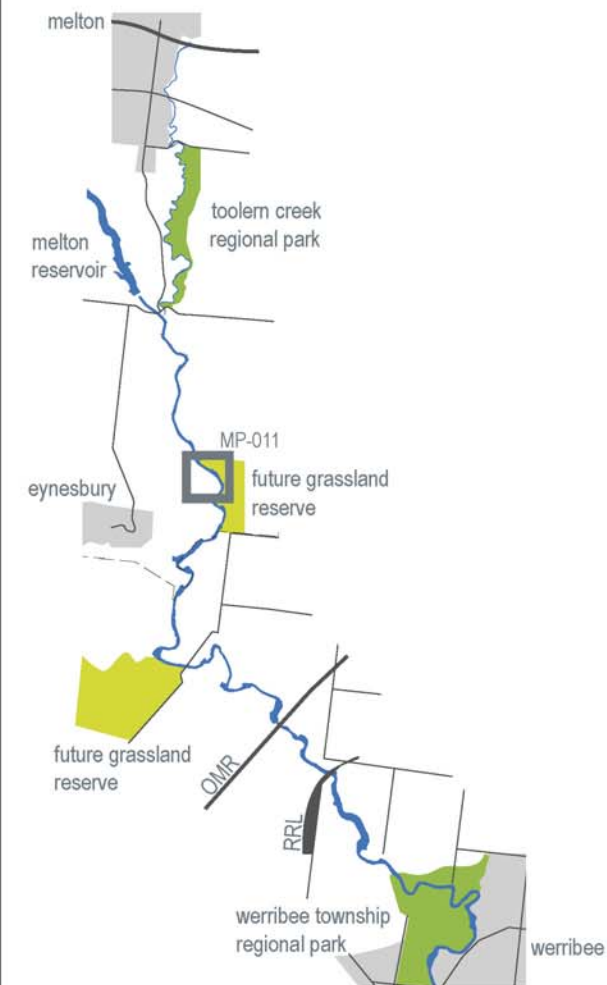 melton
toolern creek
regional park
melton
reservoir
MP-011
future grassland
reserve
eynesbury
future grassland
reserve
OMR
RRL
werribee township
regional park
werribee